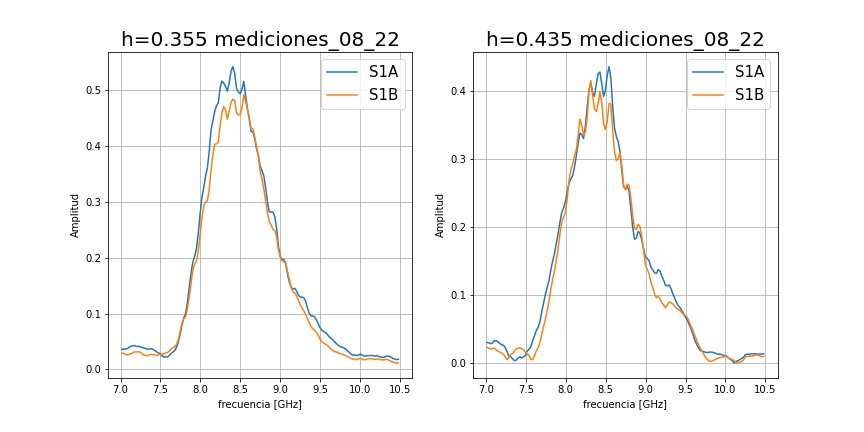 h=0.355 mediciones_08_22
S1A
S1B
0.5
0.4
0.3
0.2
0.1
0.0
Amplitud
7.0 7.5 8.0 8.5 9.0 9.5 10.0 10.5
frecuencia [GHz]
h=0.435 mediciones_08_22
S1A
S1B
0.4
0.3
0.2
0.1
0.0
Amplitud
7.0 7.5 8.0 8.5 9.0 9.5 10.0 10.5
frecuencia [GHz]